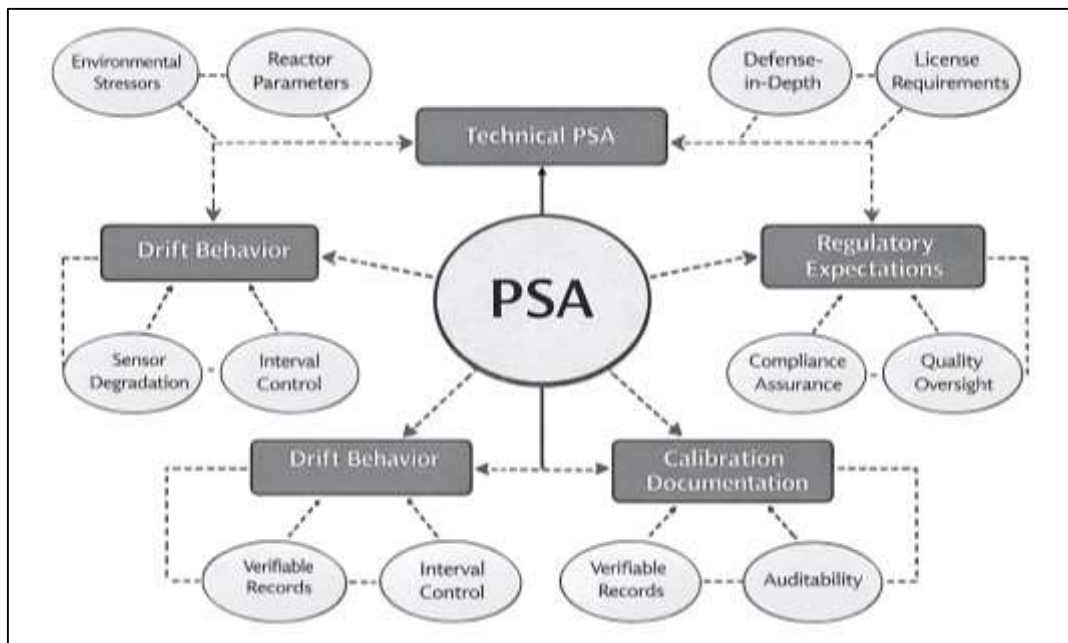 Environmental
Stressors
Reactor
Parameters
Defense-
in-Depth
License
Requirements
Technical PSA
Drift Behavior
Regulatory
Expectations
PSA
Sensor
Degradation
Interval
Control
Compliance
Assurance
Quality
Oversight
Drift Behavior
Calibration
Documentation
Verifiable
Records
Interval
Control
Verifiable
Records
Auditability